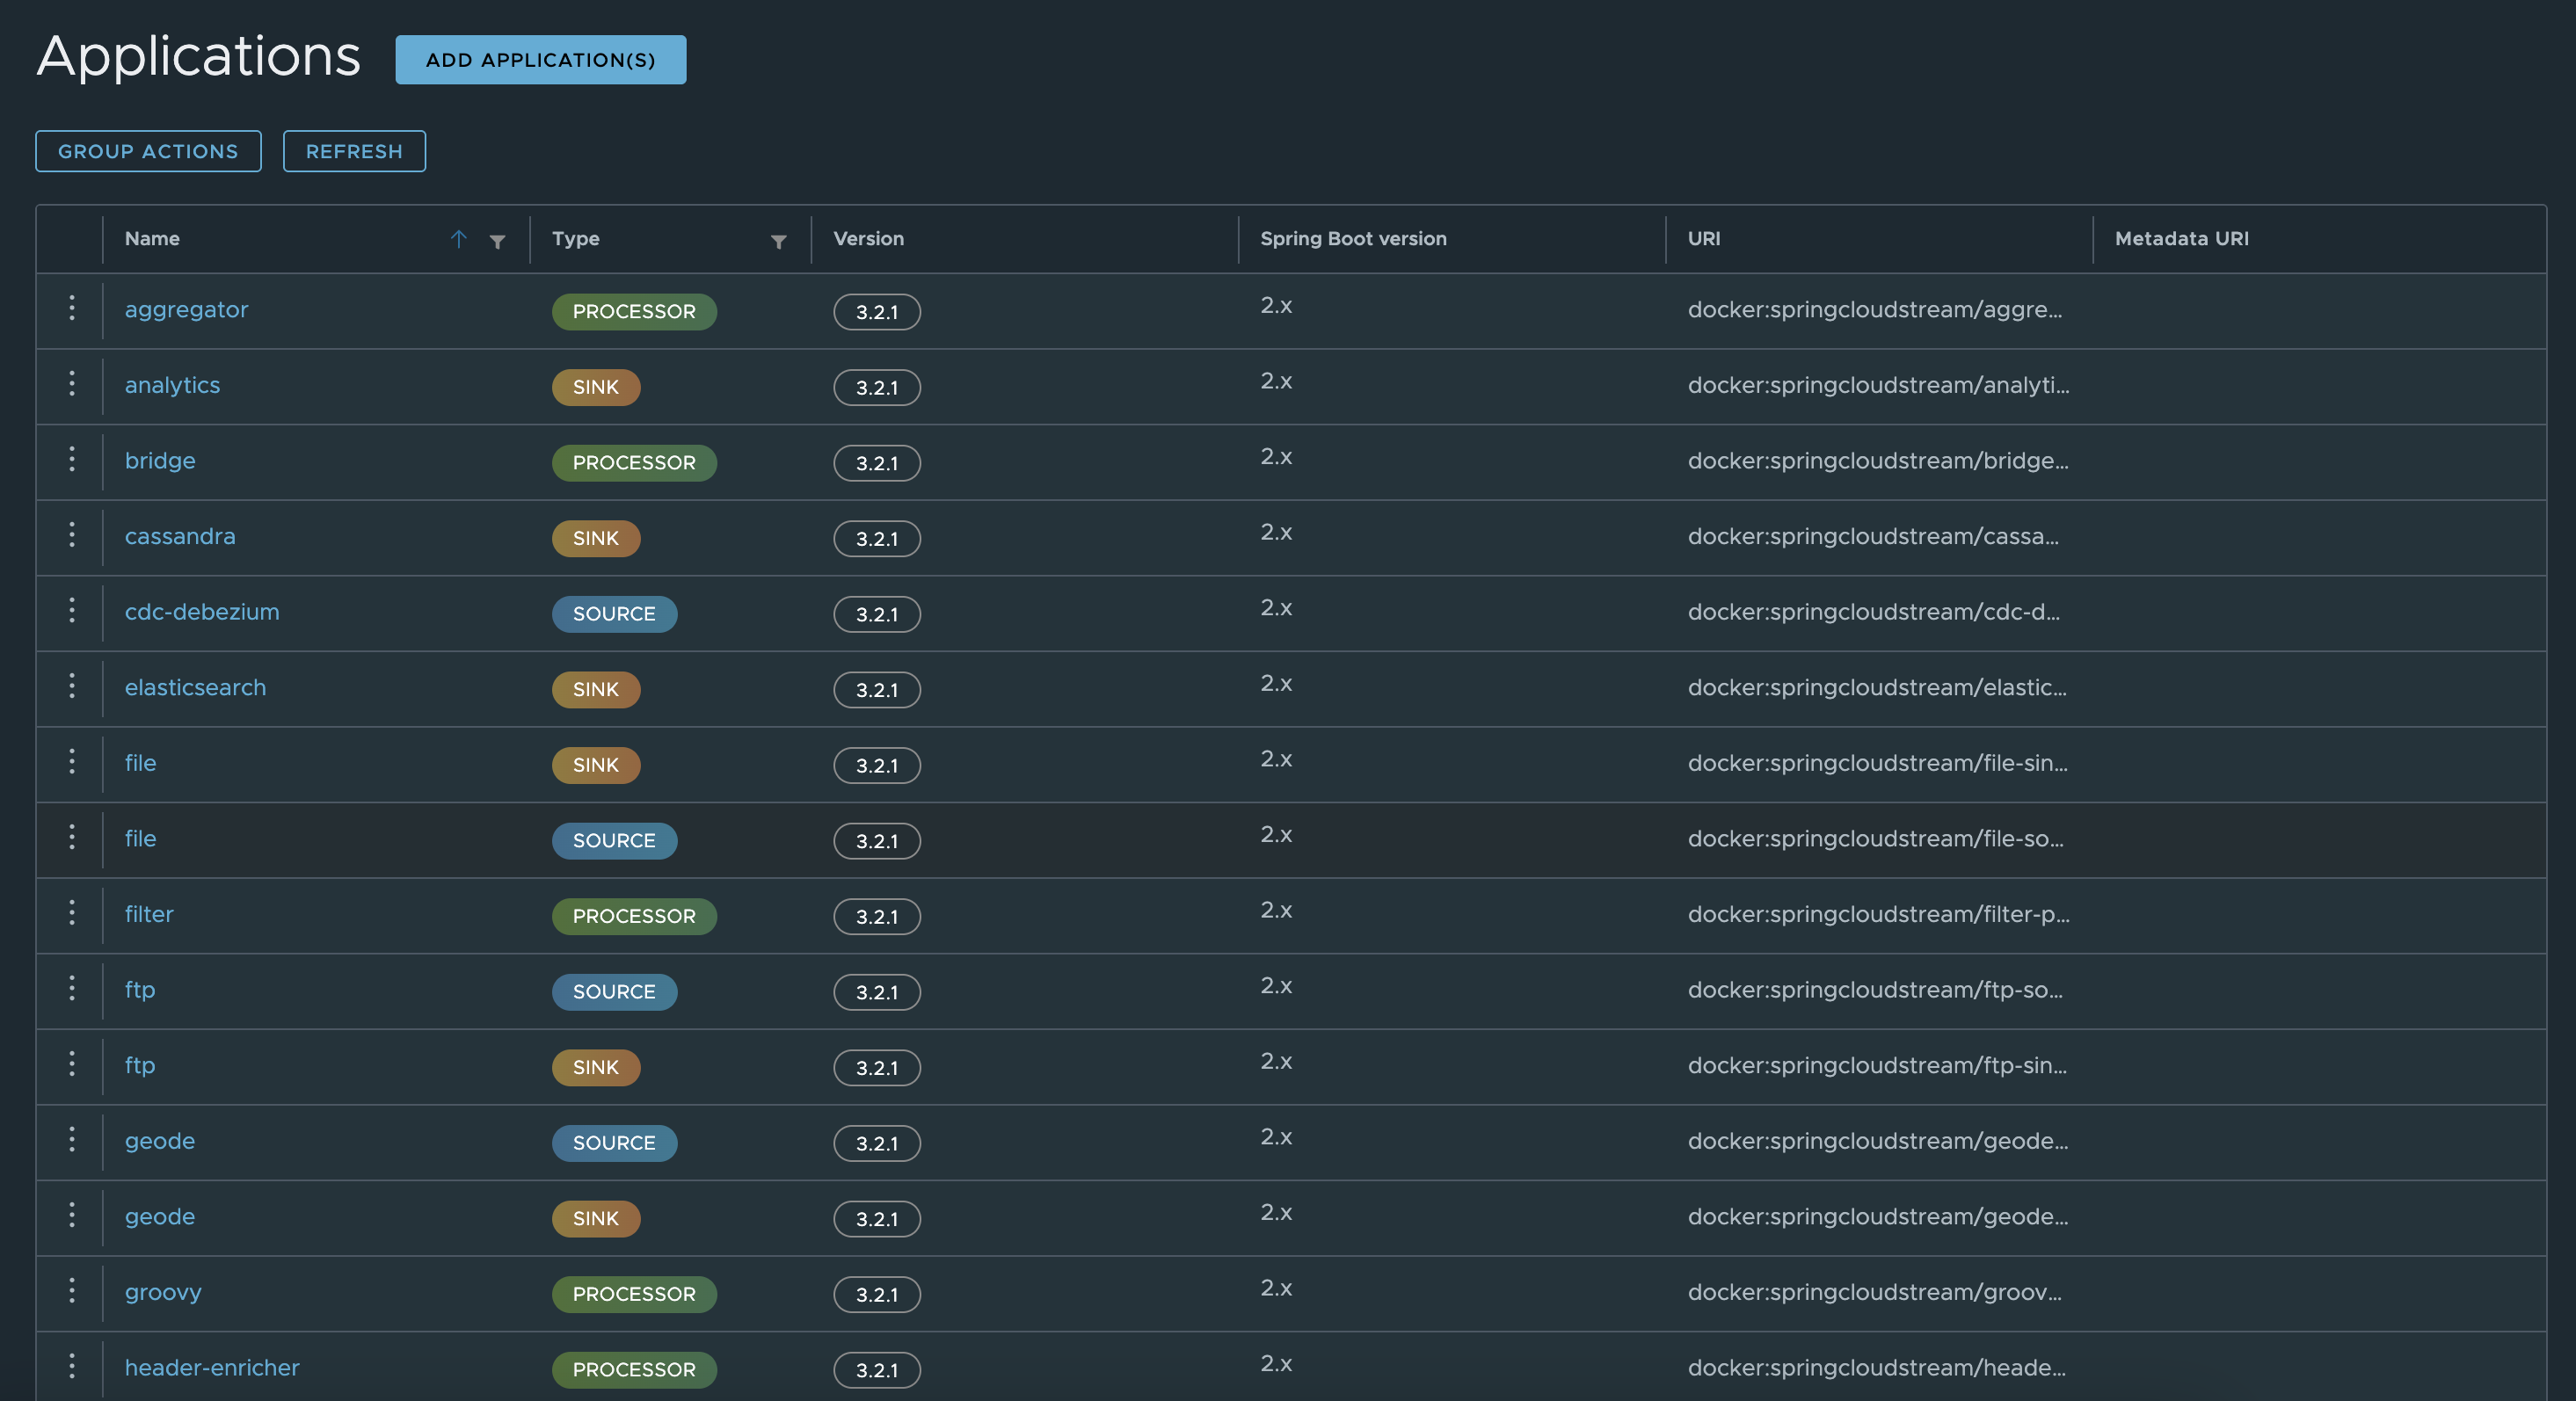 Applications ADD APPLICATION(S)
GROUP ACTIONS REFRESH
Name Type Version Spring Boot version URI Metadata URI
aggregator PROCESSOR 3.2.1 2.x docker:springcloudstream/aggre...
analytics SINK 3.2.1 2.x docker:springcloudstream/analyti...
bridge PROCESSOR 3.2.1 2.x docker:springcloudstream/bridge...
cassandra SINK 3.2.1 2.x docker:springcloudstream/cassa...
cdc-debezium SOURCE 3.2.1 2.x docker:springcloudstream/cdc-d...
elasticsearch SINK 3.2.1 2.x docker:springcloudstream/elastic...
file SINK 3.2.1 2.x docker:springcloudstream/file-sin...
file SOURCE 3.2.1 2.x docker:springcloudstream/file-so...
filter PROCESSOR 3.2.1 2.x docker:springcloudstream/filter-p...
ftp SOURCE 3.2.1 2.x docker:springcloudstream/ftp-so...
ftp SINK 3.2.1 2.x docker:springcloudstream/ftp-sin...
geode SOURCE 3.2.1 2.x docker:springcloudstream/geode...
geode SINK 3.2.1 2.x docker:springcloudstream/geode...
groovy PROCESSOR 3.2.1 2.x docker:springcloudstream/groov...
header-enricher PROCESSOR 3.2.1 2.x docker:springcloudstream/heade...